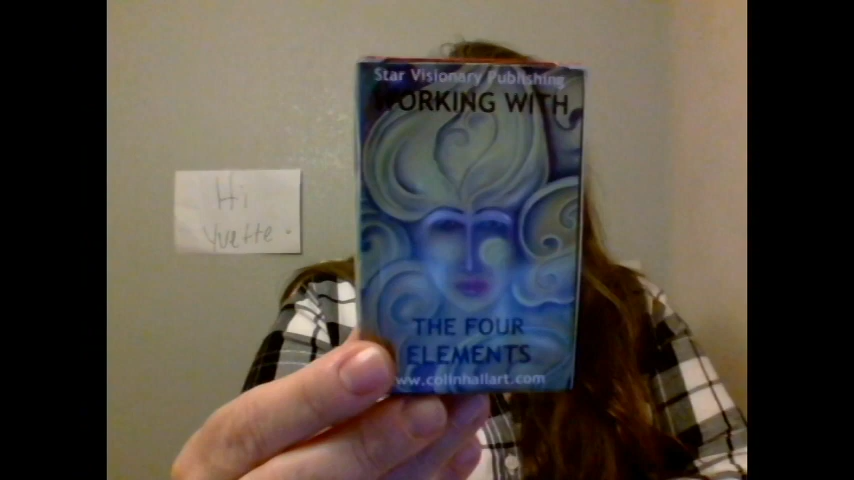 Hi
Yvette.
Star Visionary Publishing
WORKING WITH
THE FOUR
ELEMENTS
www.colinhallart.com